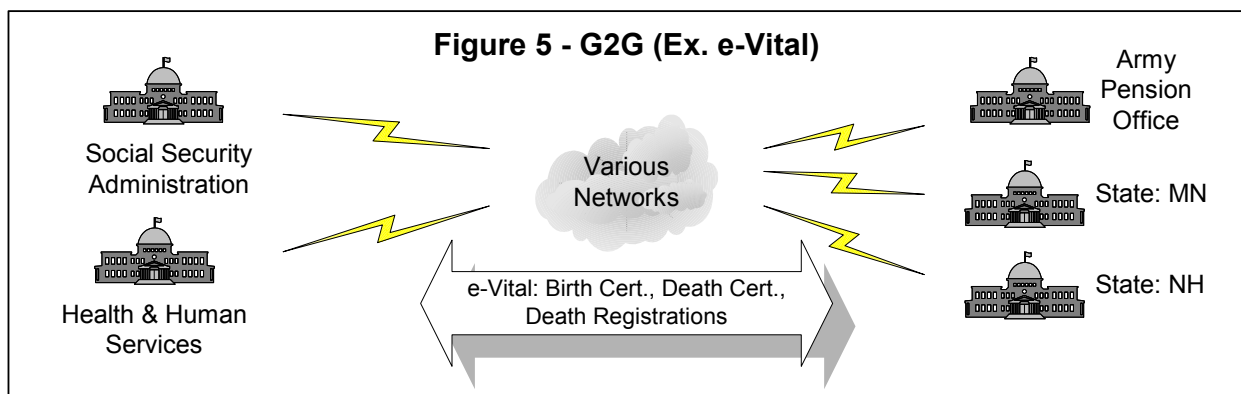 Figure 5 - G2G (Ex. e-Vital)
Social Security
Administration
Health & Human
Services
Various
Networks
e-Vital: Birth Cert., Death Cert.,
Death Registrations
Army
Pension
Office
State: MN
State: NH